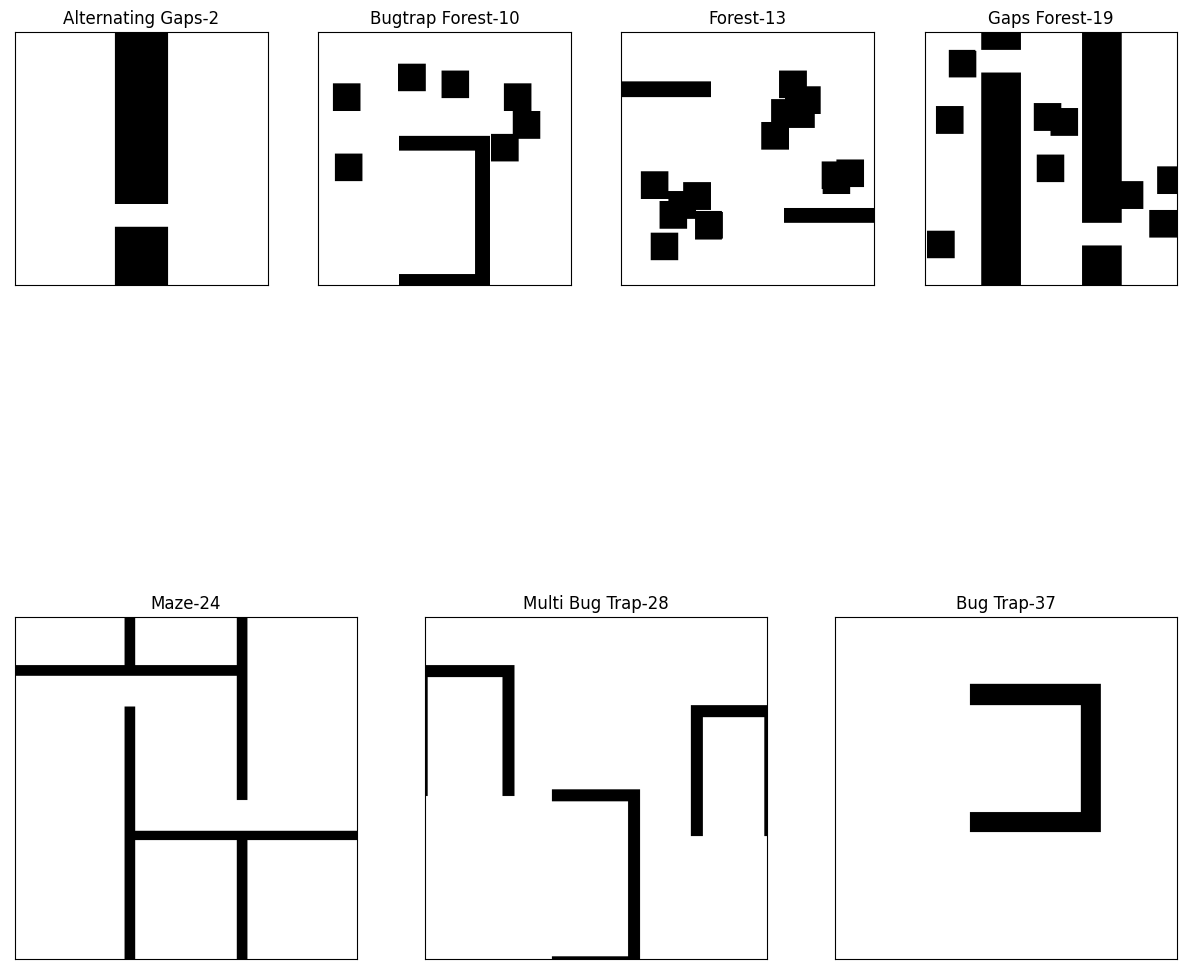 Alternating Gaps-2
Bugtrap Forest-10
Forest-13
Gaps Forest-19
Maze-24
Multi Bug Trap-28
Bug Trap-37